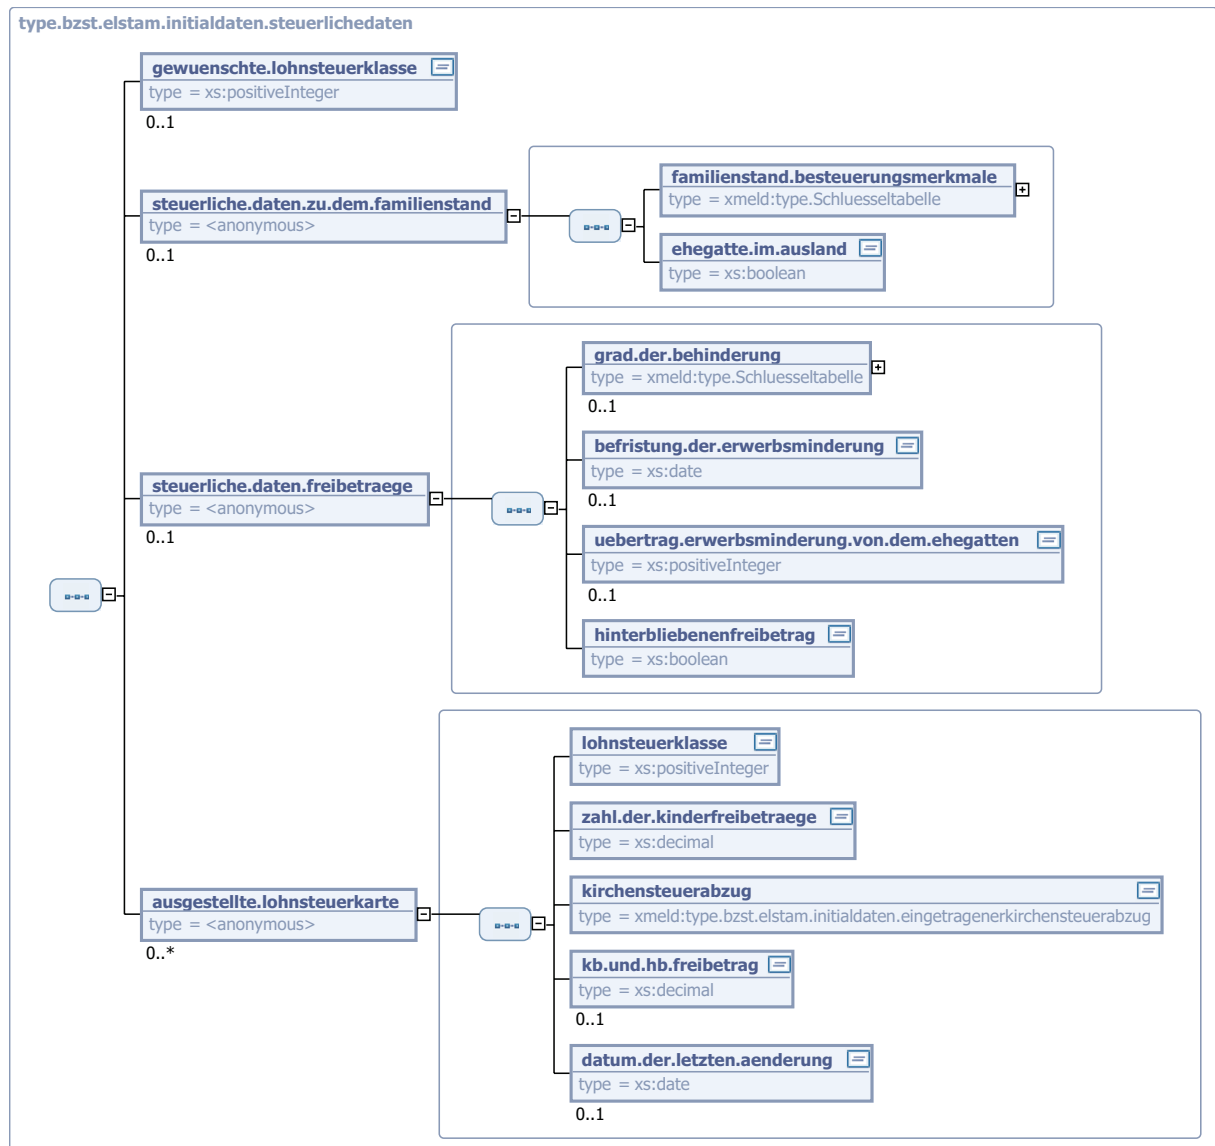 type.bzst.elstam.initialdaten.steuerlichedaten
gewuenschte.lohnsteuerklasse
type = xs:positiveInteger
0..1
steuerliche.daten.zu.dem.familienstand
type = <anonymous>
0..1
familienstand.besteuerungsmerkmale
type = xmeld:type.Schluesseltabelle
ehegatte.im.ausland
type = xs:boolean
steuerliche.daten.freibetraege
type = <anonymous>
0..1
grad.der.behinderung
type = xmeld:type.Schluesseltabelle
0..1
befristung.der.erwerbsminderung
type = xs:date
0..1
uebertrag.erwerbsminderung.von.dem.ehegatten
type = xs:positiveInteger
0..1
hinterbliebenenfreibetrag
type = xs:boolean
ausgestellte.lohnsteuerkarte
type = <anonymous>
0..*
lohnsteuerklasse
type = xs:positiveInteger
zahl.der.kinderfreibetraege
type = xs:decimal
kirchensteuerabzug
type = xmeld:type.bzst.elstam.initialdaten.eingetragenerkirchensteuerabzug
kb.und.hb.freibetrag
type = xs:decimal
0..1
datum.der.letzten.aenderung
type = xs:date
0..1